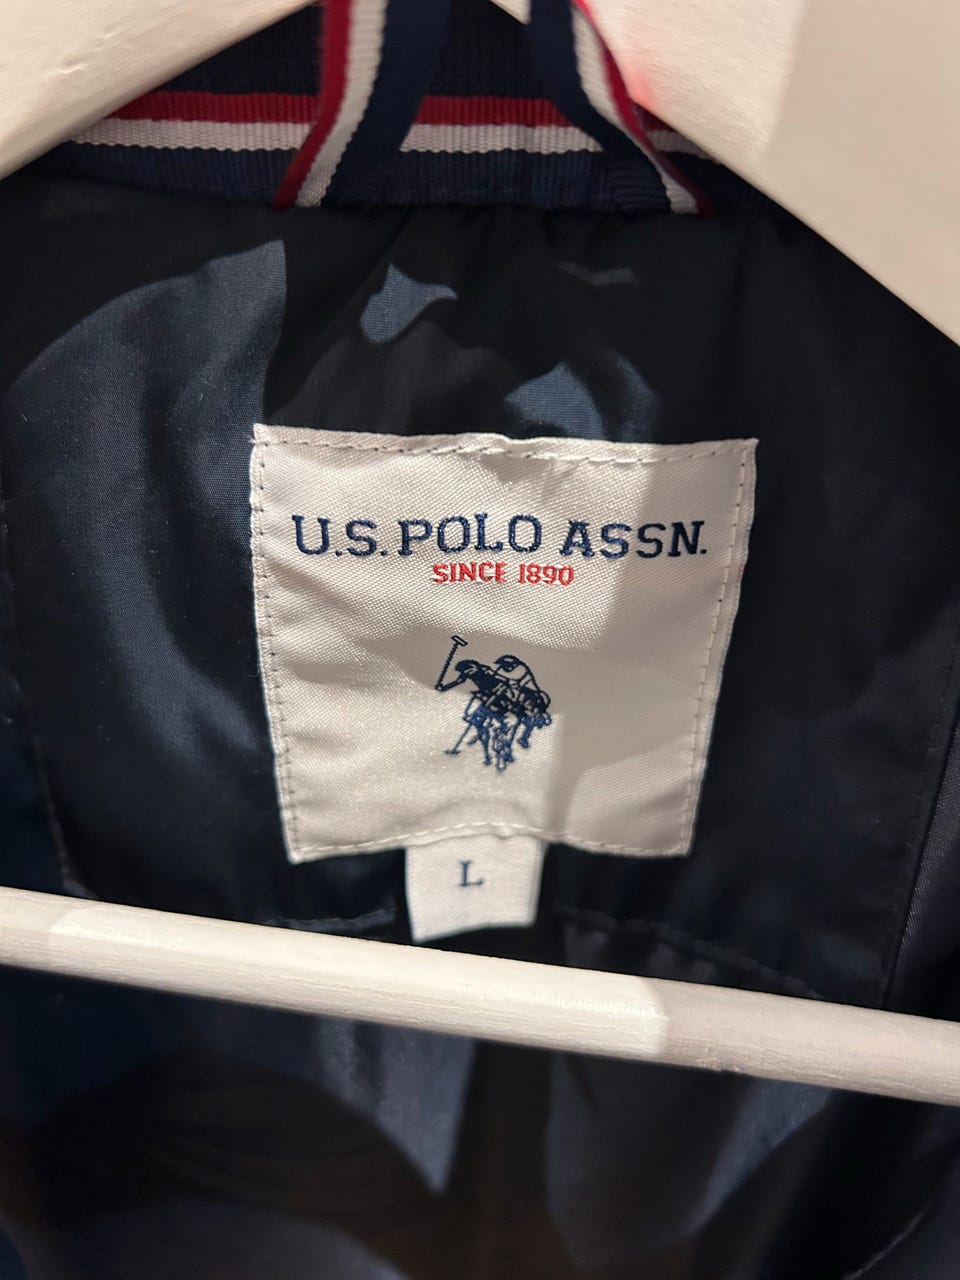 U.S. POLO ASSN.
SINCE 1890
L